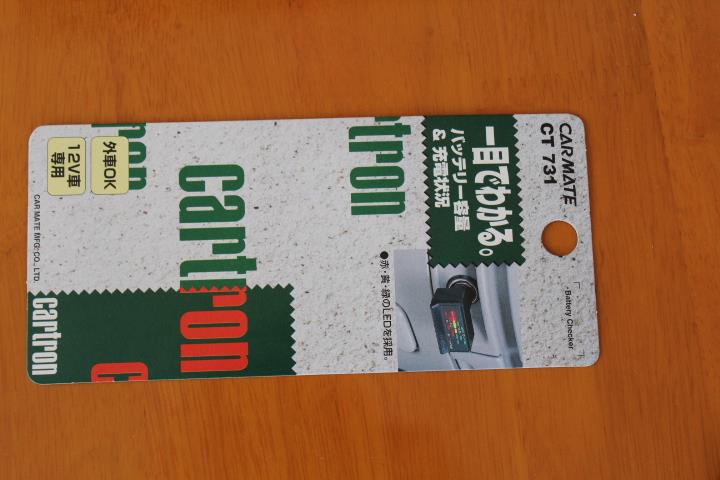 CAR MATE
CT 731
Battery Checker
一目でわかる。
バッテリー容量
& 充電状況
●赤・黄・緑のLEDを採用。
cartron
cartron
ron
外車OK
12V車
専用
c
cartron
CAR MATE MFG. CO., LTD.